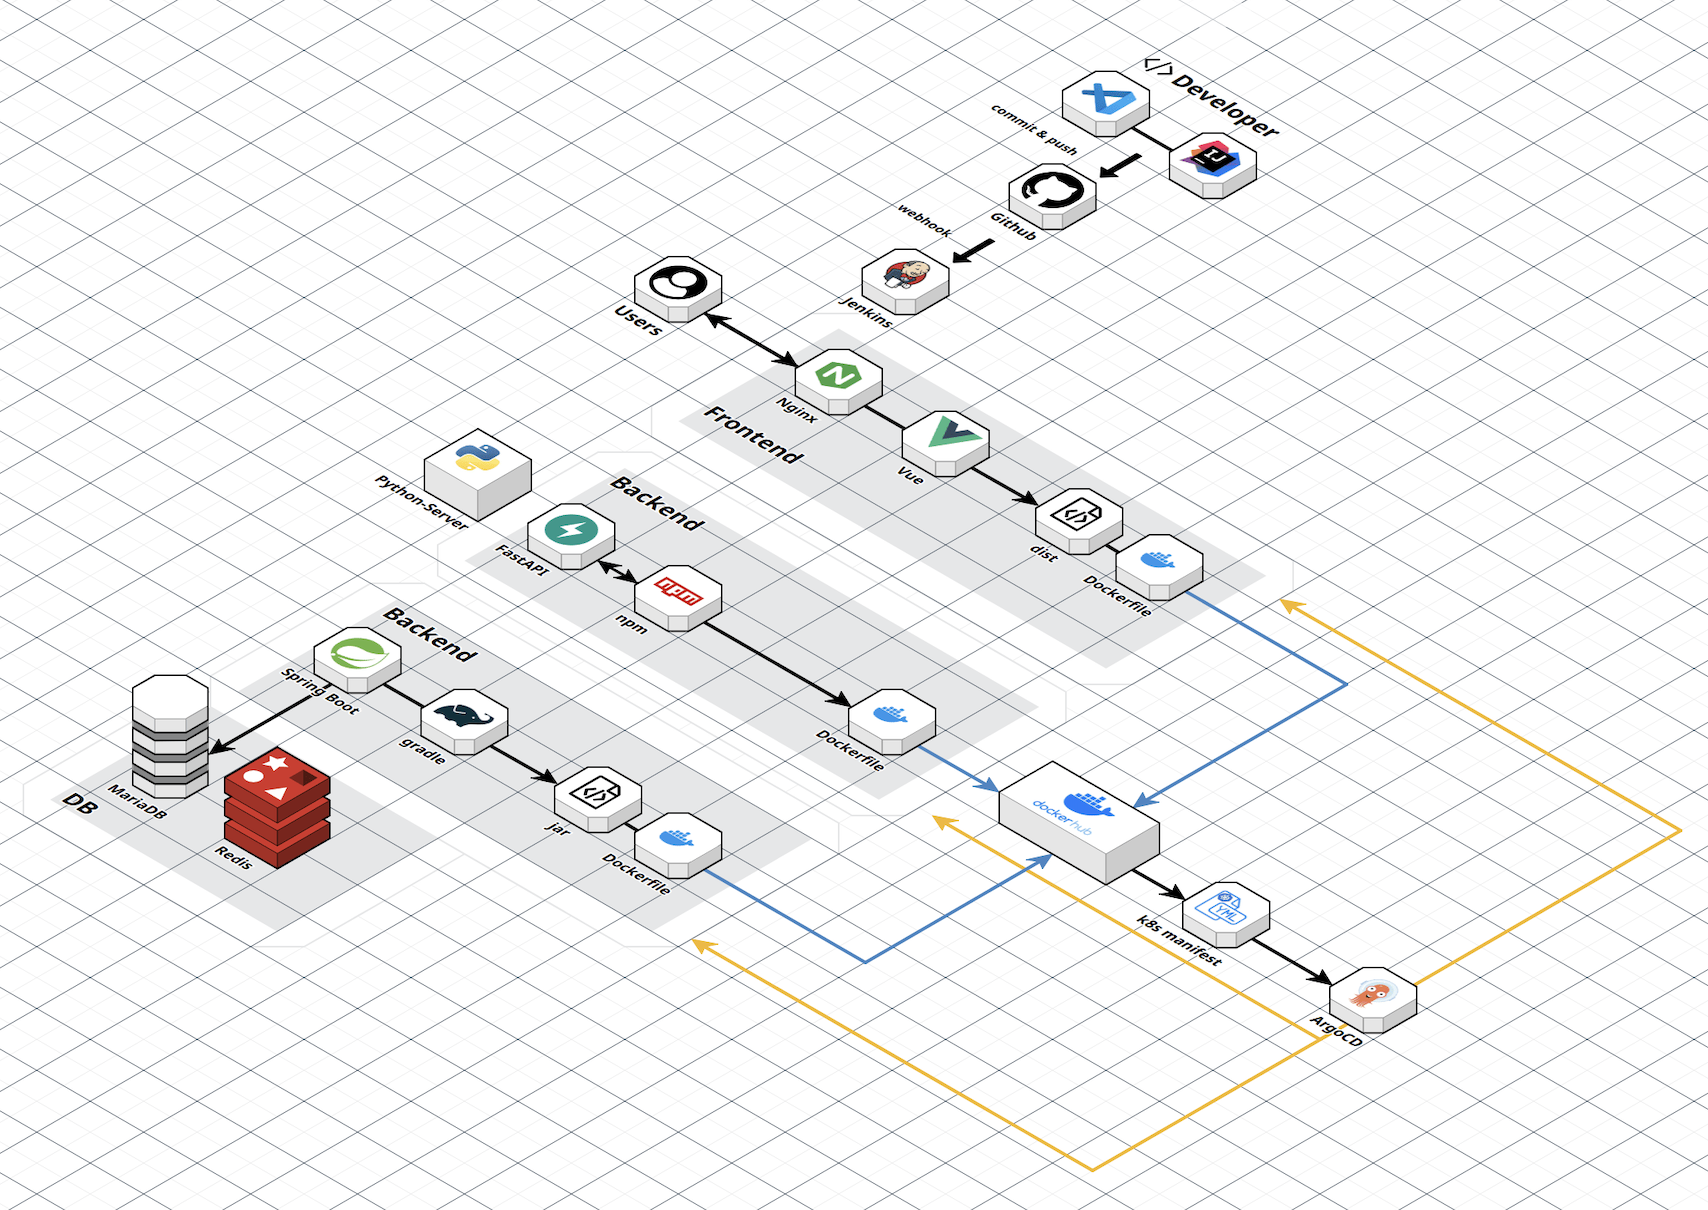 </> Developer
commit & push
IJ
Github
webhook
Jenkins
Users
N
Nginx
Frontend
Vue
</>
dist
Dockerfile
Python-Server
Backend
FastAPI
npm
npm
Dockerfile
Backend
Spring Boot
gradle
</>
jar
Dockerfile
DB
MariaDB
Redis
dockerhub
YML
k8s manifest
ArgoCD